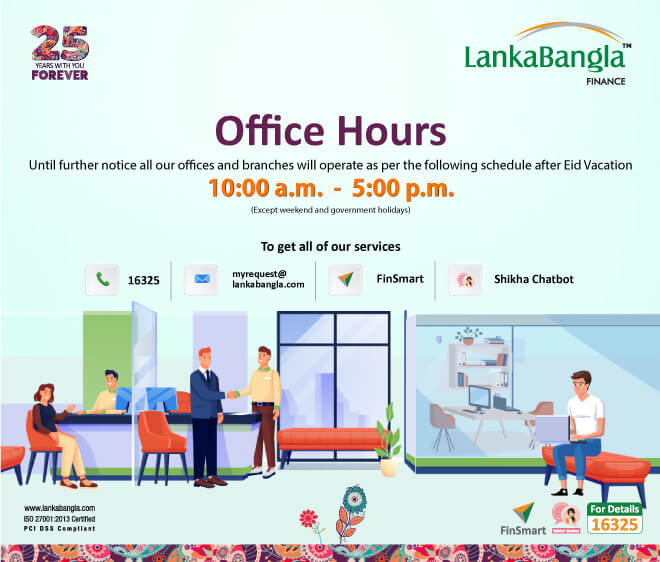 25
YEARS WITH YOU
FOREVER
LankaBangla™
FINANCE
Office Hours
Until further notice all our offices and branches will operate as per the following schedule after Eid Vacation
10:00 a.m. - 5:00 p.m.
(Except weekend and government holidays)
To get all of our services
16325
myrequest@
lankabangla.com
FinSmart
Shikha Chatbot
www.lankabangla.com
ISO 27001:2013 Certified
PCI DSS Compliant
FinSmart
For Details
16325